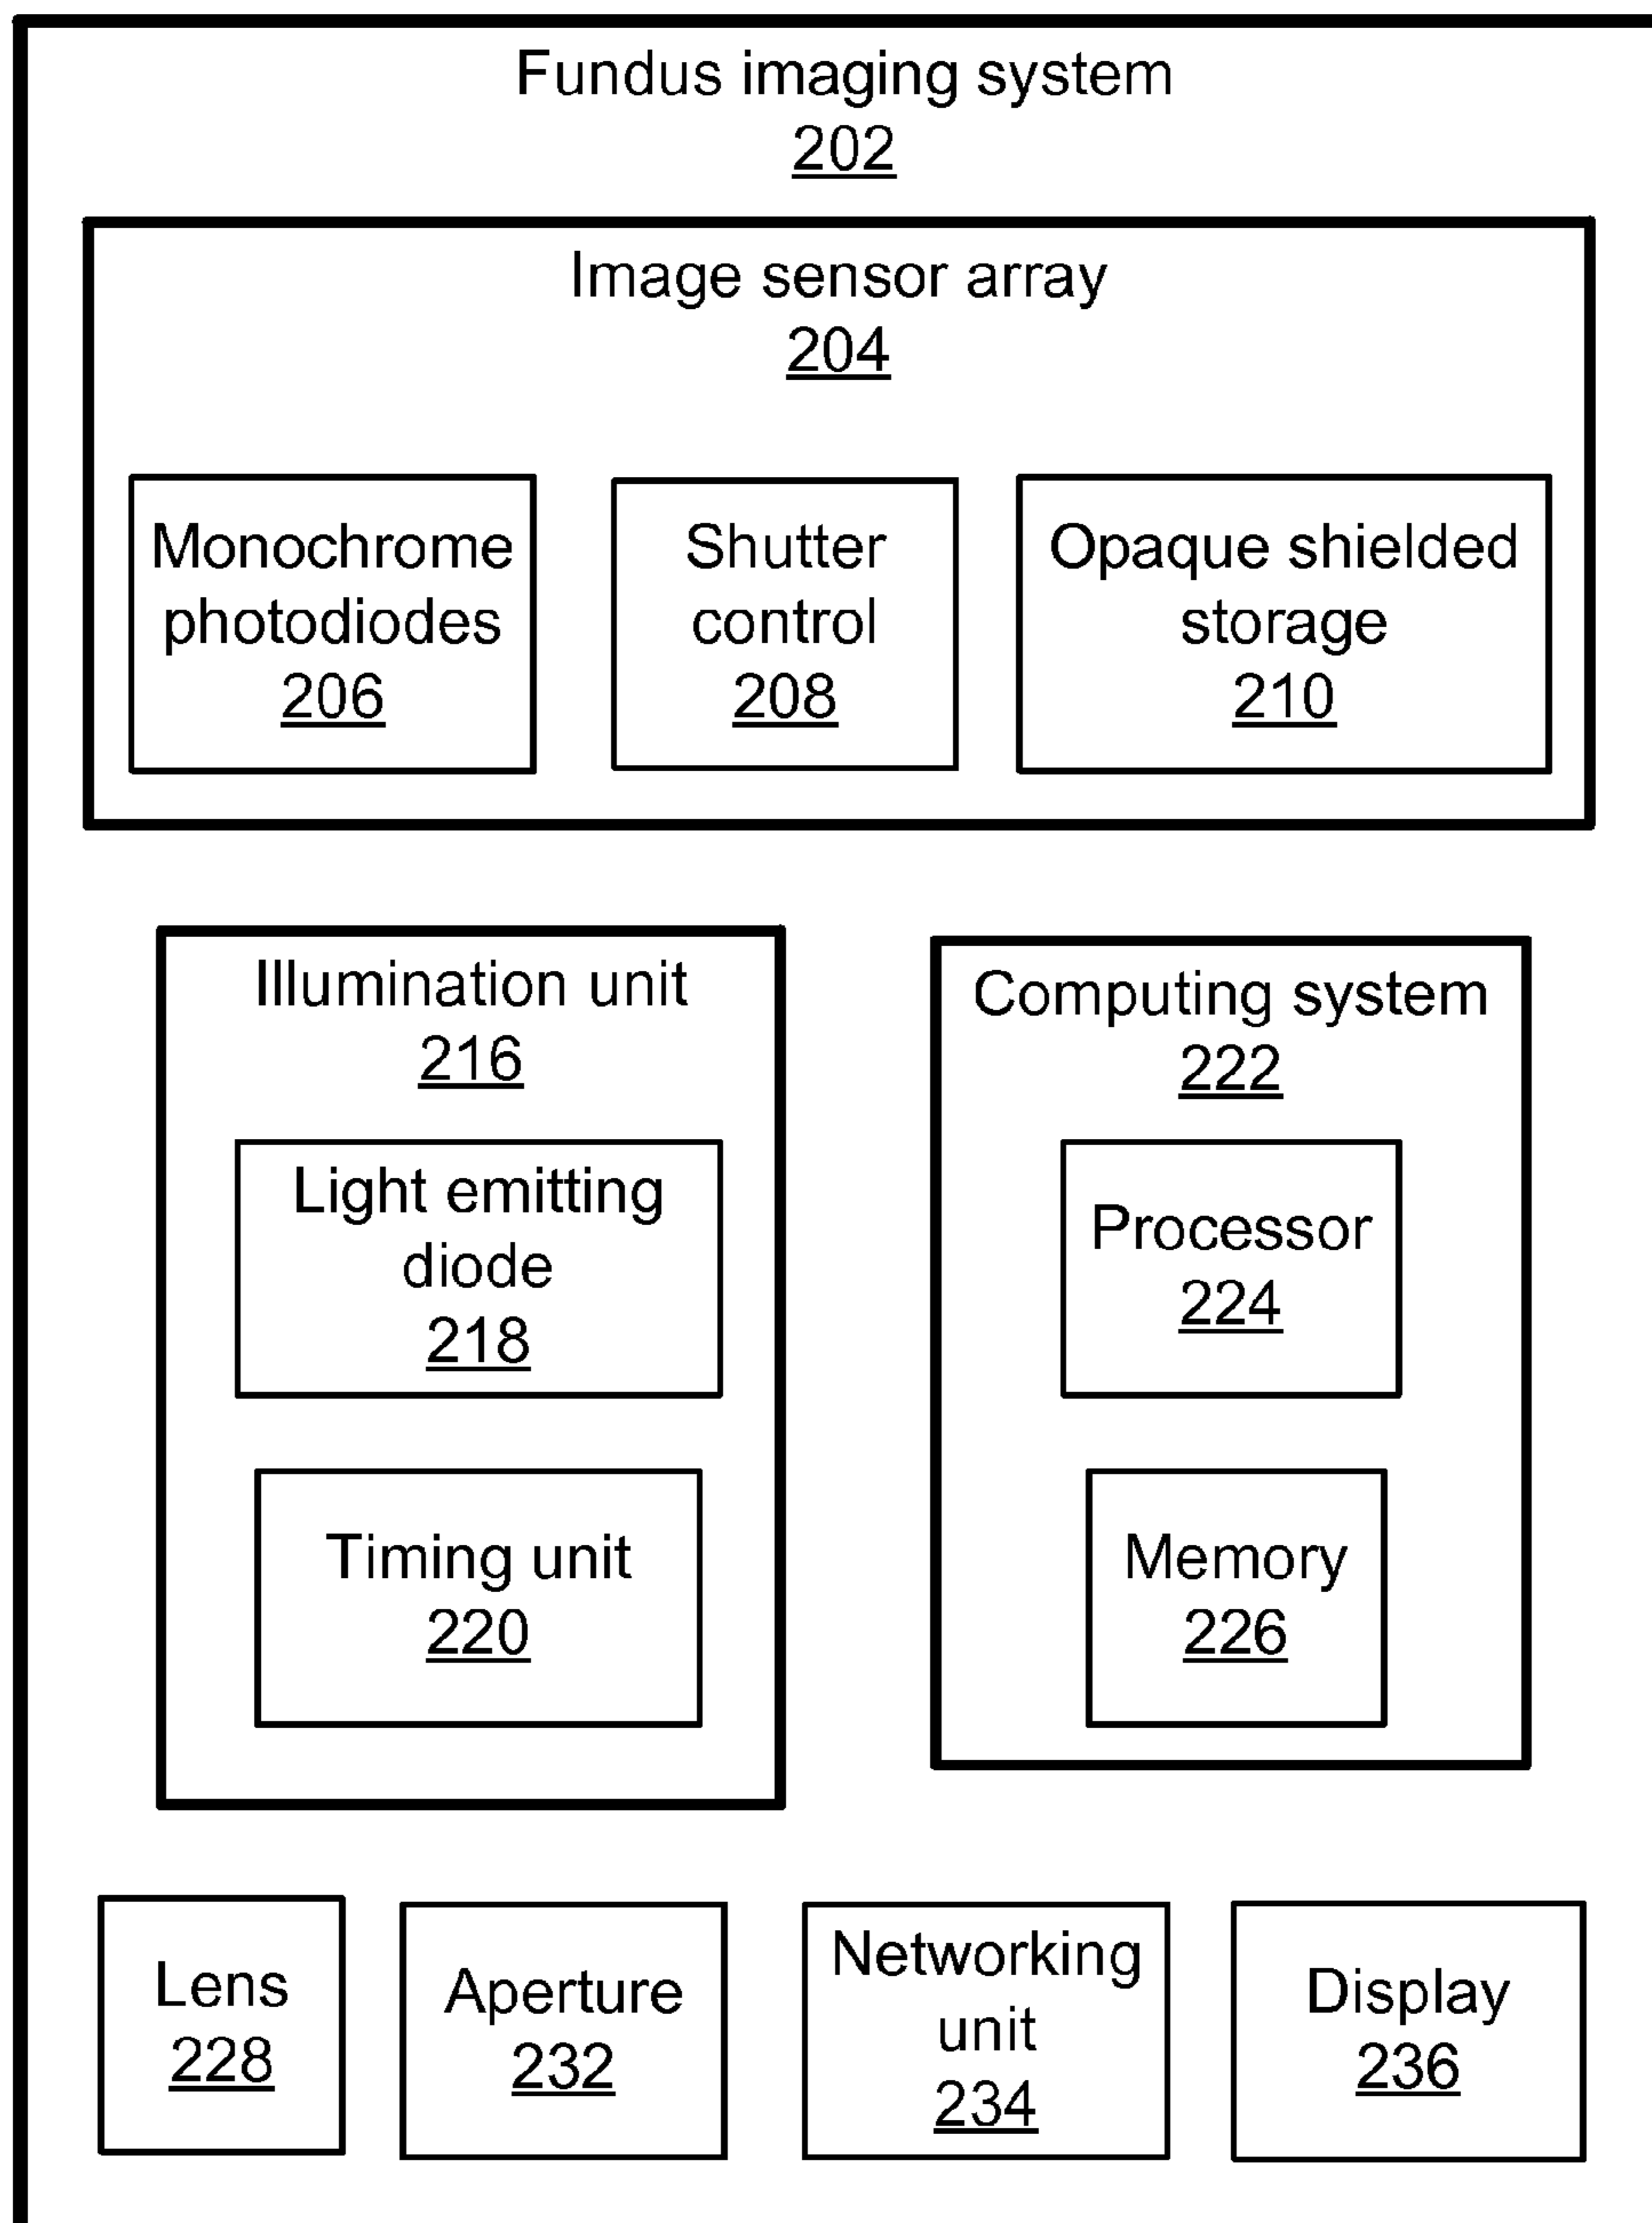 Fundus imaging system
202
Image sensor array
204
Monochrome
photodiodes
206
Shutter
control
208
Opaque shielded
storage
210
Illumination unit
216
Light emitting
diode
218
Timing unit
220
Computing system
222
Processor
224
Memory
226
Lens
228
Aperture
232
Networking
unit
234
Display
236